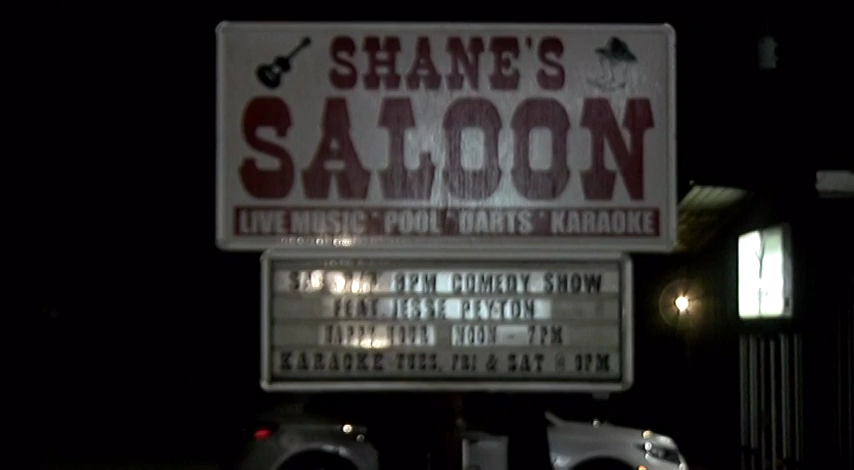 SHANE'S
SALOON
LIVE MUSIC * POOL * DARTS * KARAOKE
8PM COMEDY SHOW
FEAT JESSE PEYTON
HAPPY HOUR NOON - 7PM
KARAOKE TUES, FRI & SAT @ 9PM